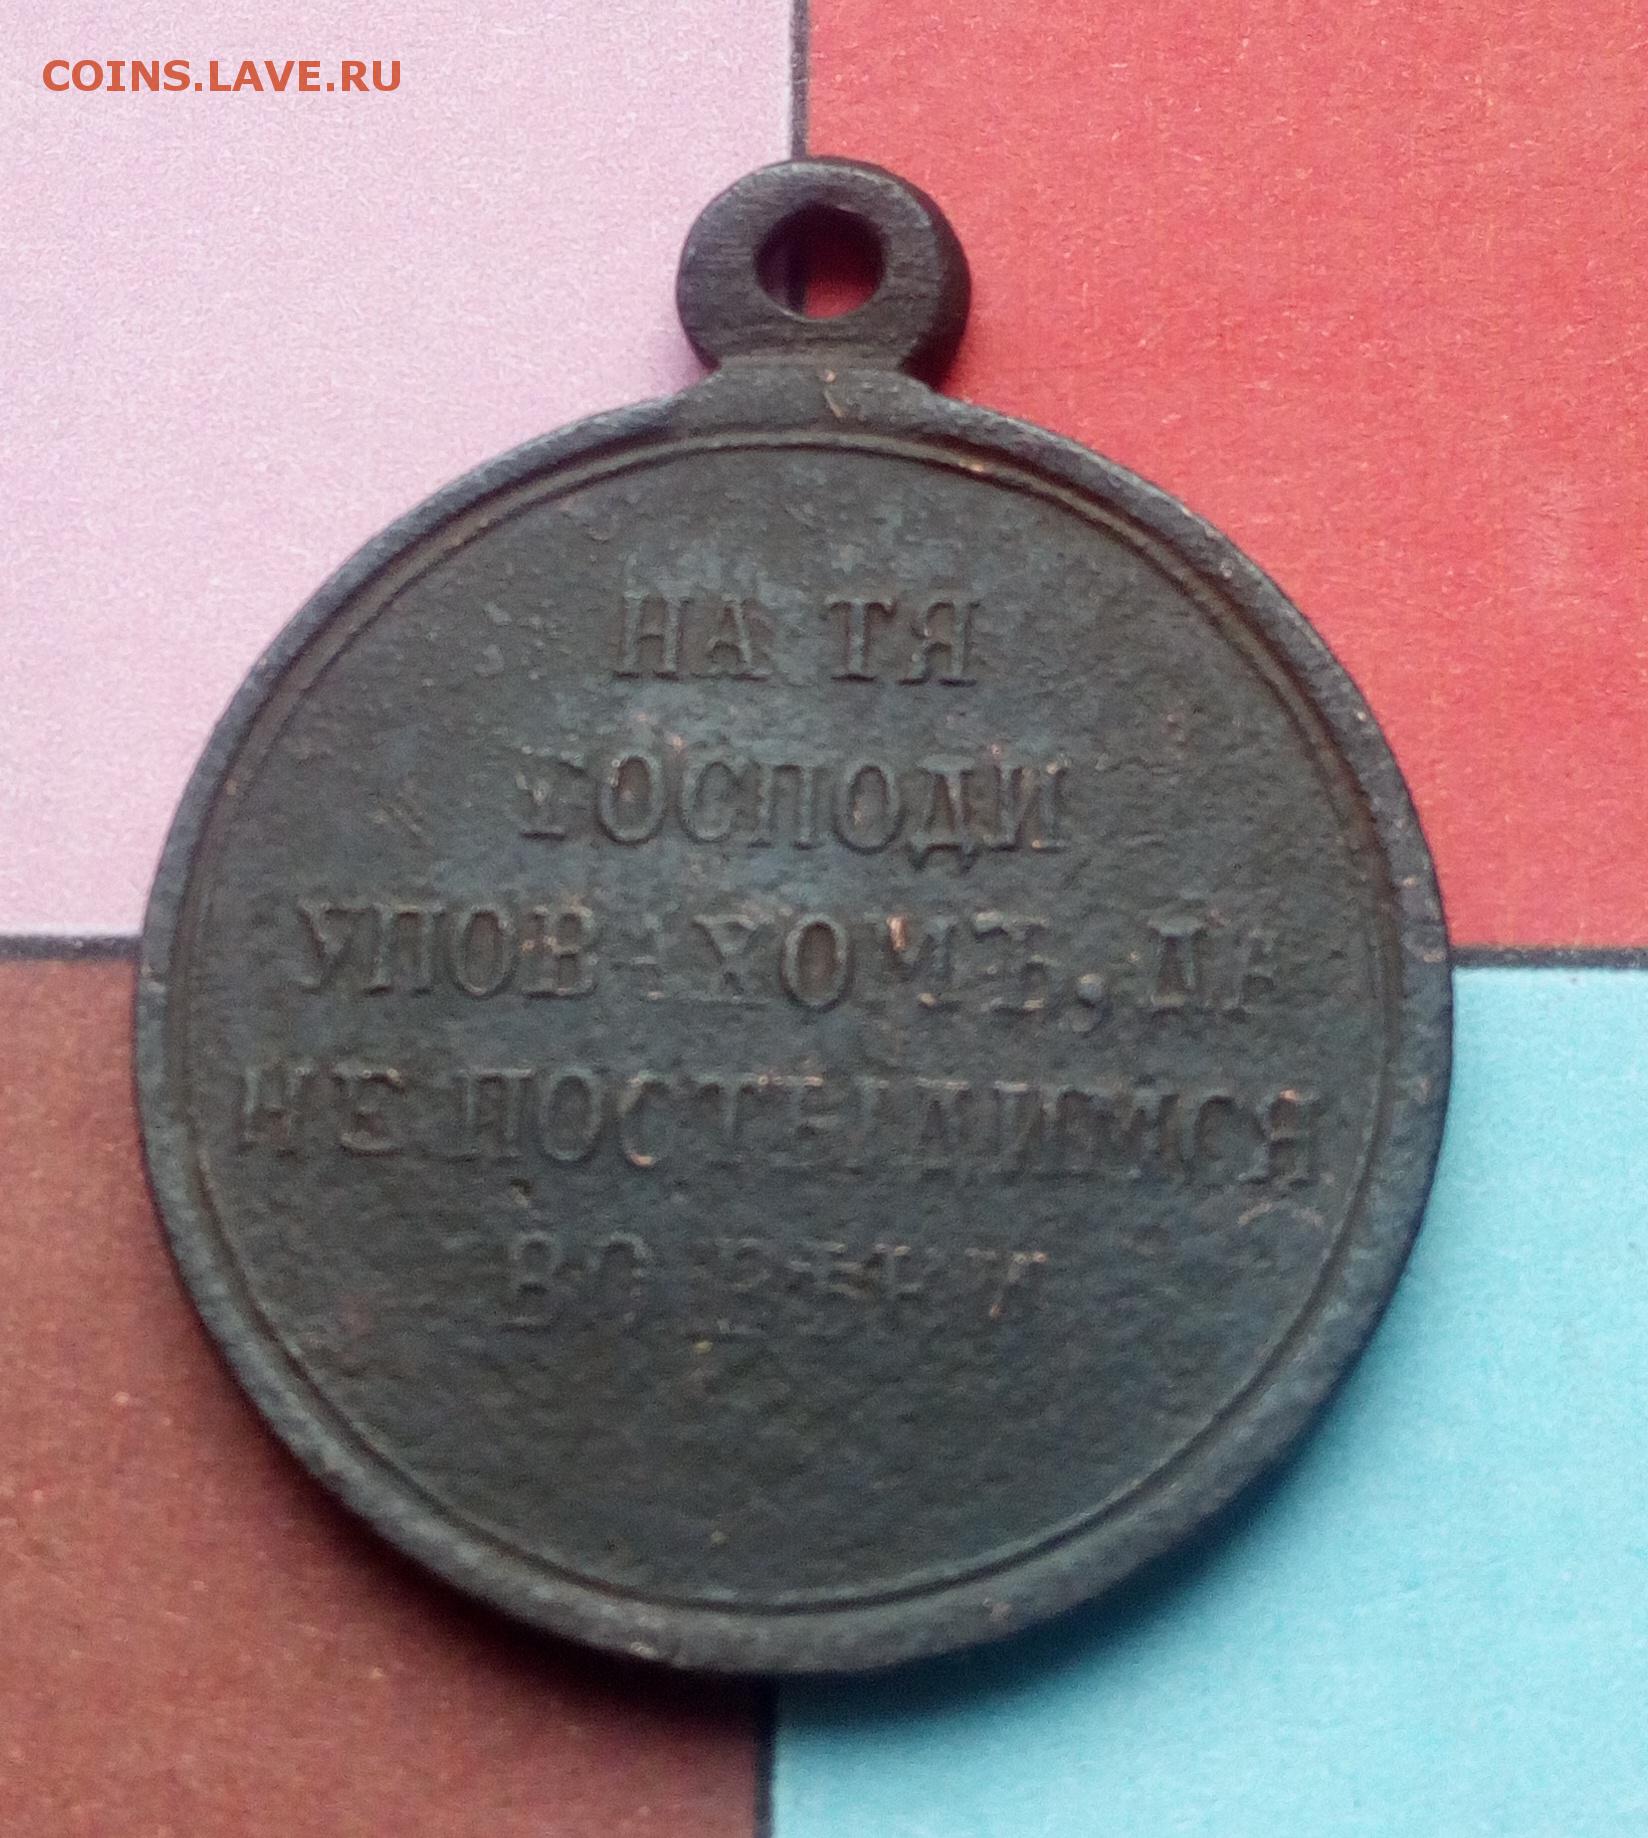 COINS.LAVE.RU
НА ТЯ
ГОСПОДИ
УПОВАХОМЪ, ДА
НЕ ПОСТЫДИМСЯ
ВО ВѢКИ